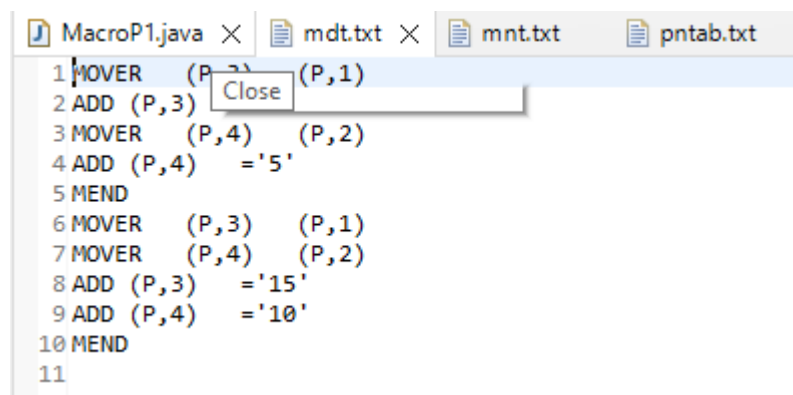 MacroP1.java mdt.txt mnt.txt pntab.txt
1 MOVER (P,3) (P,1)
Close
2 ADD (P,3)
3 MOVER (P,4) (P,2)
4 ADD (P,4) ='5'
5 MEND
6 MOVER (P,3) (P,1)
7 MOVER (P,4) (P,2)
8 ADD (P,3) ='15'
9 ADD (P,4) ='10'
10 MEND
11